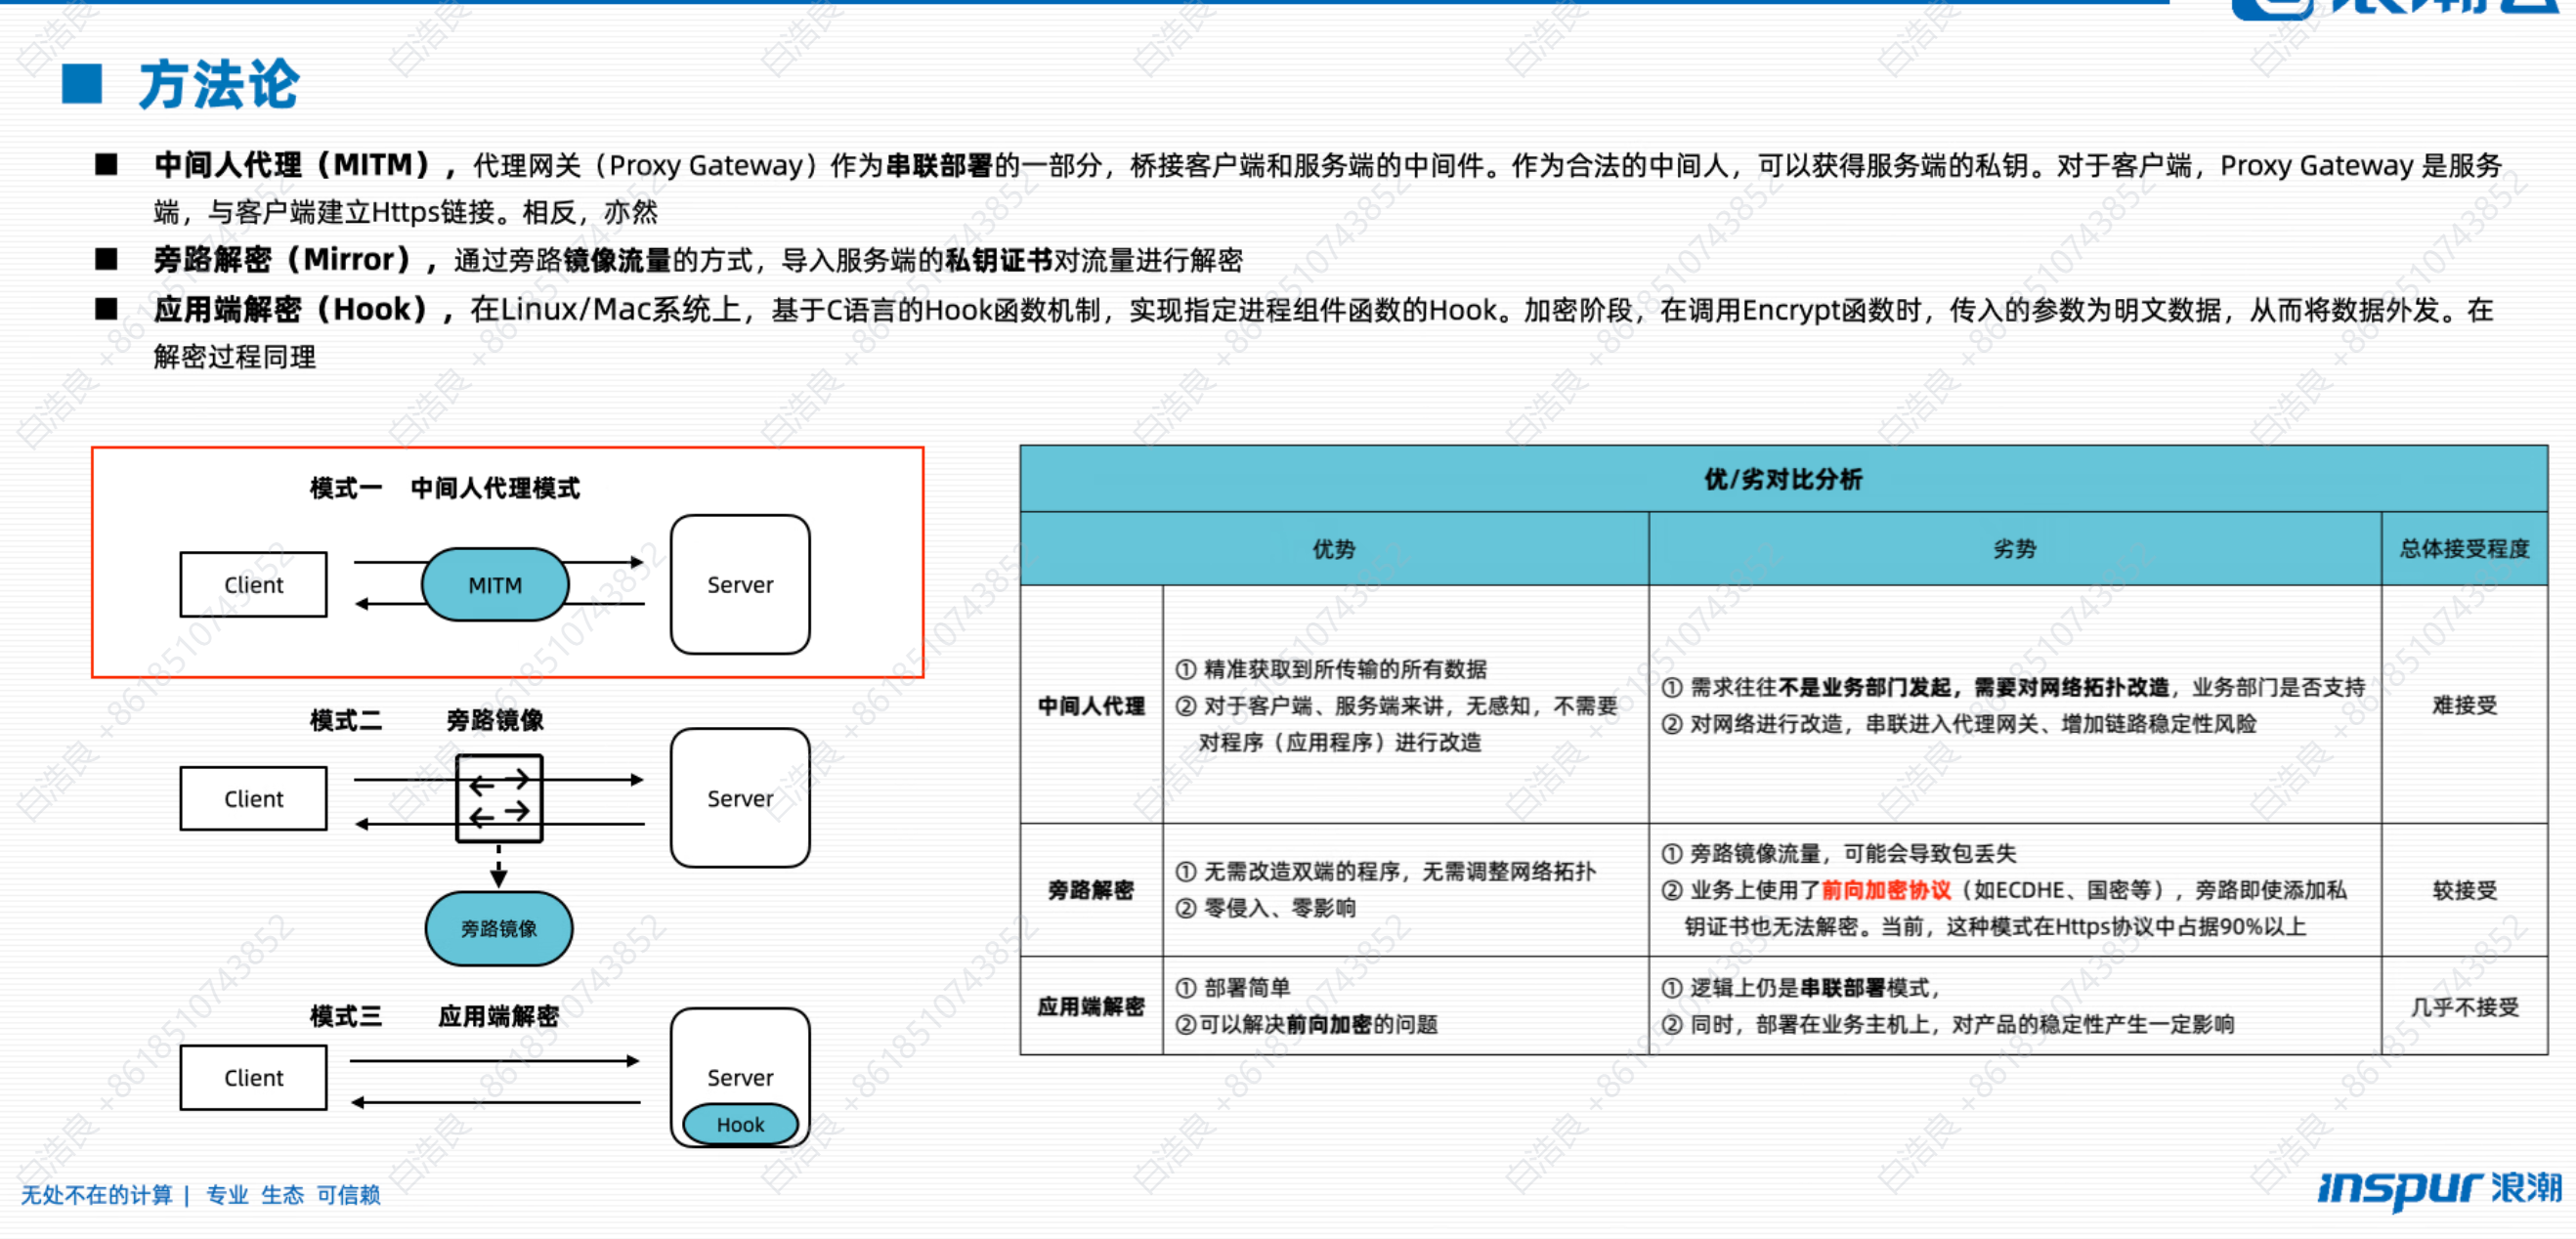 浪潮云
方法论
中间人代理（MITM），代理网关（Proxy Gateway）作为串联部署的一部分，桥接客户端和服务端的中间件。作为合法的中间人，可以获得服务端的私钥。对于客户端，Proxy Gateway 是服务
端，与客户端建立Https链接。相反，亦然
旁路解密（Mirror），通过旁路镜像流量的方式，导入服务端的私钥证书对流量进行解密
应用端解密（Hook），在Linux/Mac系统上，基于C语言的Hook函数机制，实现指定进程组件函数的Hook。加密阶段，在调用Encrypt函数时，传入的参数为明文数据，从而将数据外发。在
解密过程同理
模式一 中间人代理模式
Client
MITM
Server
模式二 旁路镜像
Client
Server
旁路镜像
模式三 应用端解密
Client
Server
Hook
优/劣对比分析
优势
劣势
总体接受程度
中间人代理
① 精准获取到所传输的所有数据
② 对于客户端、服务端来讲，无感知，不需要
对程序（应用程序）进行改造
① 需求往往不是业务部门发起，需要对网络拓扑改造，业务部门是否支持
② 对网络进行改造，串联进入代理网关、增加链路稳定性风险
难接受
旁路解密
① 无需改造双端的程序，无需调整网络拓扑
② 零侵入、零影响
① 旁路镜像流量，可能会导致包丢失
② 业务上使用了前向加密协议（如ECDHE、国密等），旁路即使添加私
钥证书也无法解密。当前，这种模式在Https协议中占据90%以上
较接受
应用端解密
① 部署简单
②可以解决前向加密的问题
① 逻辑上仍是串联部署模式，
② 同时，部署在业务主机上，对产品的稳定性产生一定影响
几乎不接受
无处不在的计算 | 专业 生态 可信赖
inspur 浪潮
白浩良 +8618510743852